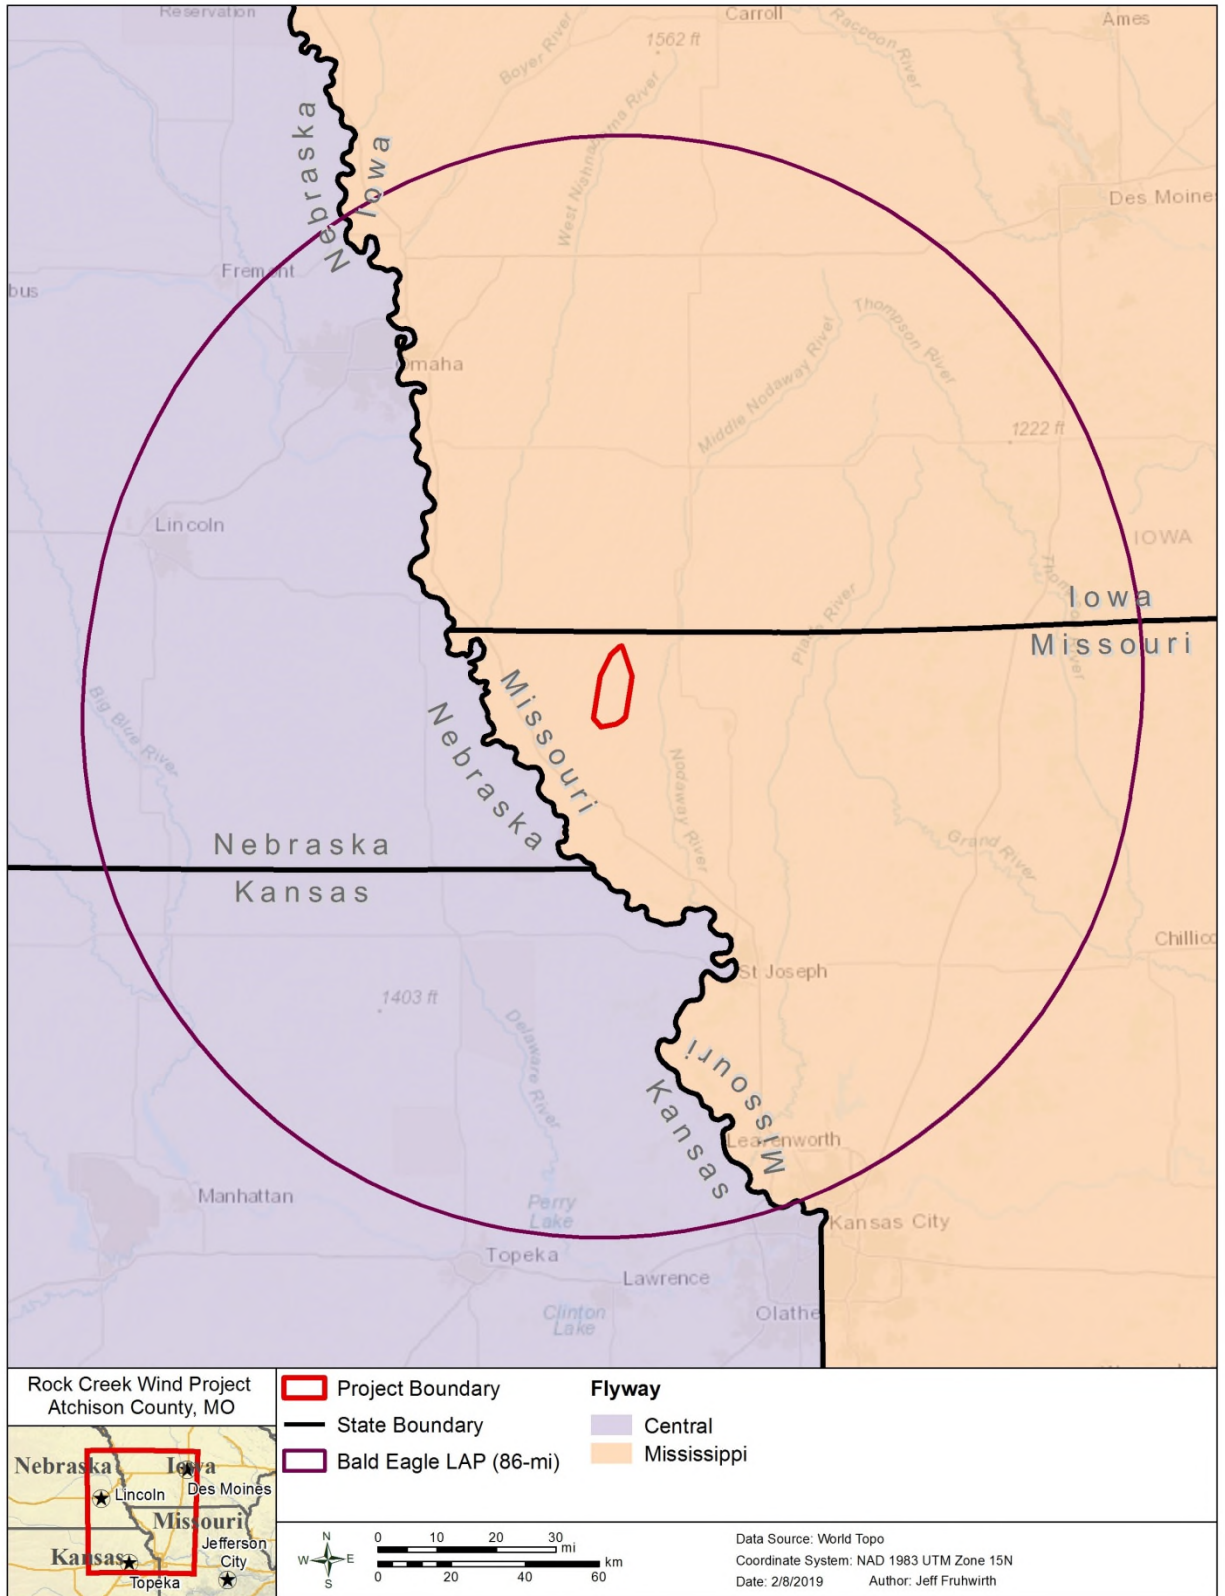 Reservation
Carroll
Ames
1562 ft
Boyer River
Raccoon River
West Nishnabotna River
Nebraska
Iowa
Des Moines
Nebraska
Fremont
bus
Thompson River
Omaha
Middle Nodaway River
1222 ft
Lincoln
IOWA
Thompson River
Platte River
Iowa
Missouri
Big Blue River
Missouri
Nebraska
Nodaway River
Nebraska
Kansas
Grand River
Chillico
St Joseph
1403 ft
Delaware River
Missouri
Kansas
Leavenworth
Manhattan
Perry
Lake
Kansas City
Topeka
Lawrence
Clinton
Lake
Olathe
Rock Creek Wind Project
Atchison County, MO
Nebraska
Iowa
Lincoln
Des Moines
Missouri
Kansas
Jefferson
City
Topeka
Project Boundary
State Boundary
Bald Eagle LAP (86-mi)
Flyway
Central
Mississippi
N
W
E
S
0 10 20 30
mi
km
0 20 40 60
Data Source: World Topo
Coordinate System: NAD 1983 UTM Zone 15N
Date: 2/8/2019 Author: Jeff Fruhwirth